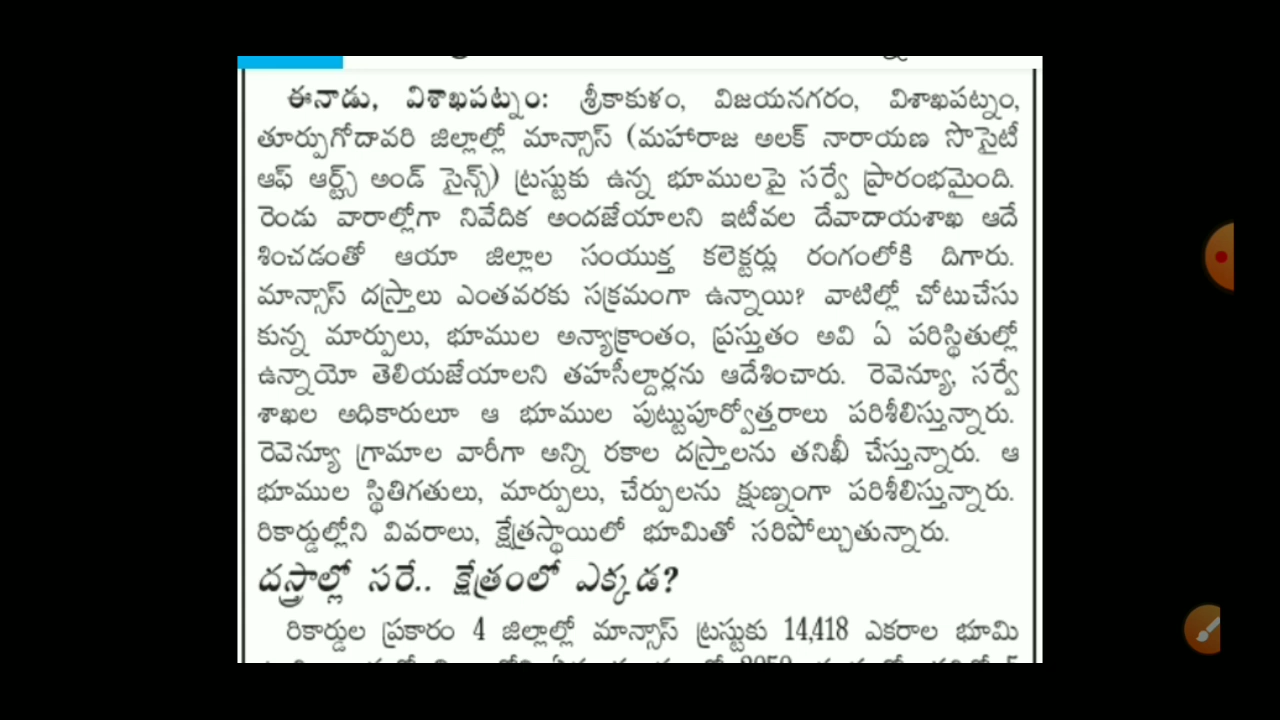 ఈనాడు, విశాఖపట్నం: శ్రీకాకుళం, విజయనగరం, విశాఖపట్నం,
తూర్పుగోదావరి జిల్లాల్లో మాన్సాస్ (మహారాజ అలక్ నారాయణ సొసైటీ
ఆఫ్ ఆర్ట్స్ అండ్ సైన్స్) ట్రస్టుకు ఉన్న భూములపై సర్వే ప్రారంభమైంది.
రెండు వారాల్లోగా నివేదిక అందజేయాలని ఇటీవల దేవాదాయశాఖ ఆదే
శించడంతో ఆయా జిల్లాల సంయుక్త కలెక్టర్లు రంగంలోకి దిగారు.
మాన్సాస్ దస్త్రాలు ఎంతవరకు సక్రమంగా ఉన్నాయి? వాటిల్లో చోటుచేసు
కున్న మార్పులు, భూముల అన్యాక్రాంతం, ప్రస్తుతం అవి ఏ పరిస్థితుల్లో
ఉన్నాయో తెలియజేయాలని తహసీల్దార్లను ఆదేశించారు. రెవెన్యూ, సర్వే
శాఖల అధికారులూ ఆ భూముల పుట్టుపూర్వోత్తరాలు పరిశీలిస్తున్నారు.
రెవెన్యూ గ్రామాల వారీగా అన్ని రకాల దస్త్రాలను తనిఖీ చేస్తున్నారు. ఆ
భూముల స్థితిగతులు, మార్పులు, చేర్పులను క్షుణ్నంగా పరిశీలిస్తున్నారు.
రికార్డుల్లోని వివరాలు, క్షేత్రస్థాయిలో భూమితో సరిపోల్చుతున్నారు.
దస్త్రాల్లో సరే.. క్షేత్రంలో ఎక్కడ?
రికార్డుల ప్రకారం 4 జిల్లాల్లో మాన్సాస్ ట్రస్టుకు 14,418 ఎకరాల భూమి